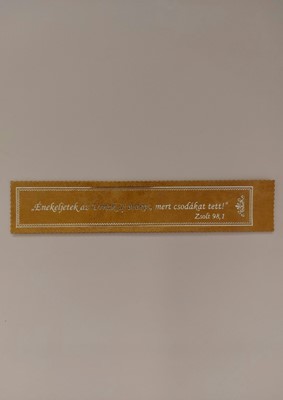 „Énekeljetek az mert csodákat tett!”
Zsolt 98,1